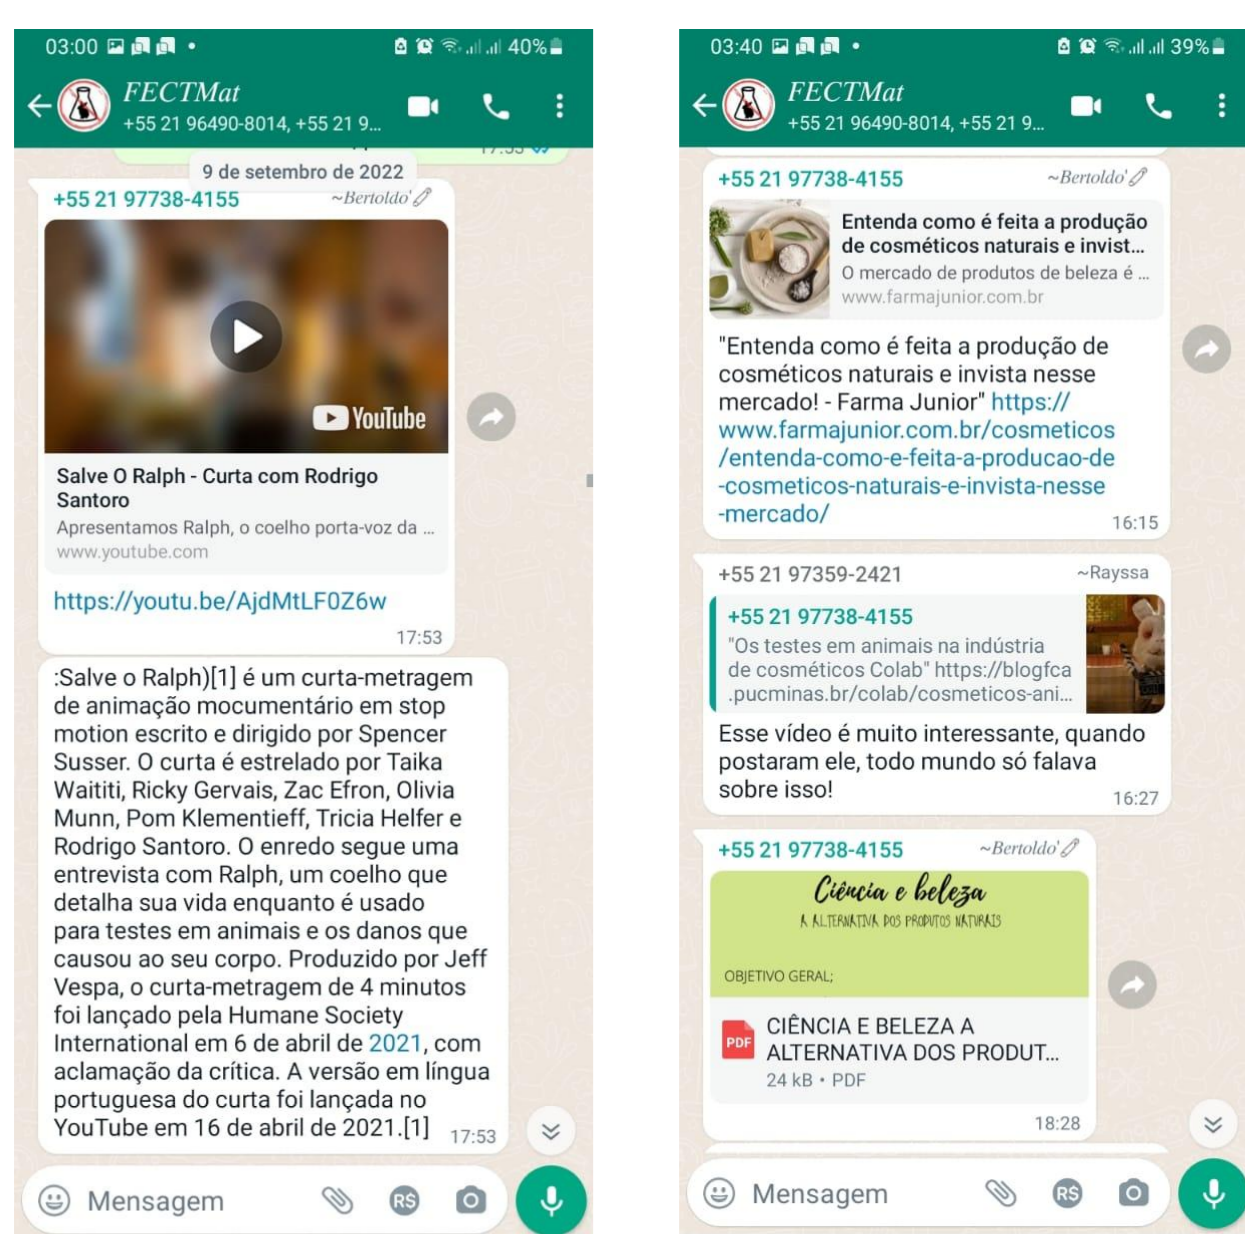 03:00
40%
FECTMat
+55 21 96490-8014, +55 21 9...
17:53
9 de setembro de 2022
+55 21 97738-4155
~Bertoldo'
YouTube
Salve O Ralph - Curta com Rodrigo
Santoro
Apresentamos Ralph, o coelho porta-voz da ...
www.youtube.com
https://youtu.be/AjdMtLF0Z6w
17:53
:Salve o Ralph)[1] é um curta-metragem
de animação mocumentário em stop
motion escrito e dirigido por Spencer
Susser. O curta é estrelado por Taika
Waititi, Ricky Gervais, Zac Efron, Olivia
Munn, Pom Klementieff, Tricia Helfer e
Rodrigo Santoro. O enredo segue uma
entrevista com Ralph, um coelho que
detalha sua vida enquanto é usado
para testes em animais e os danos que
causou ao seu corpo. Produzido por Jeff
Vespa, o curta-metragem de 4 minutos
foi lançado pela Humane Society
International em 6 de abril de 2021, com
aclamação da crítica. A versão em língua
portuguesa do curta foi lançada no
YouTube em 16 de abril de 2021.[1]
17:53
Mensagem
R$
03:40
39%
FECTMat
+55 21 96490-8014, +55 21 9...
+55 21 97738-4155
~Bertoldo'
Entenda como é feita a produção
de cosméticos naturais e invist...
O mercado de produtos de beleza é ...
www.farmajunior.com.br
"Entenda como é feita a produção de
cosméticos naturais e invista nesse
mercado! - Farma Junior" https://
www.farmajunior.com.br/cosmeticos
/entenda-como-e-feita-a-producao-de
-cosmeticos-naturais-e-invista-nesse
-mercado/
16:15
+55 21 97359-2421
~Rayssa
+55 21 97738-4155
"Os testes em animais na indústria
de cosméticos Colab" https://blogfca
.pucminas.br/colab/cosmeticos-ani...
Esse vídeo é muito interessante, quando
postaram ele, todo mundo só falava
sobre isso!
16:27
+55 21 97738-4155
~Bertoldo'
Ciência e beleza
A ALTERNATIVA DOS PRODUTOS NATURAIS
OBJETIVO GERAL;
PDF
CIÊNCIA E BELEZA A
ALTERNATIVA DOS PRODUT...
24 kB • PDF
18:28
Mensagem
R$